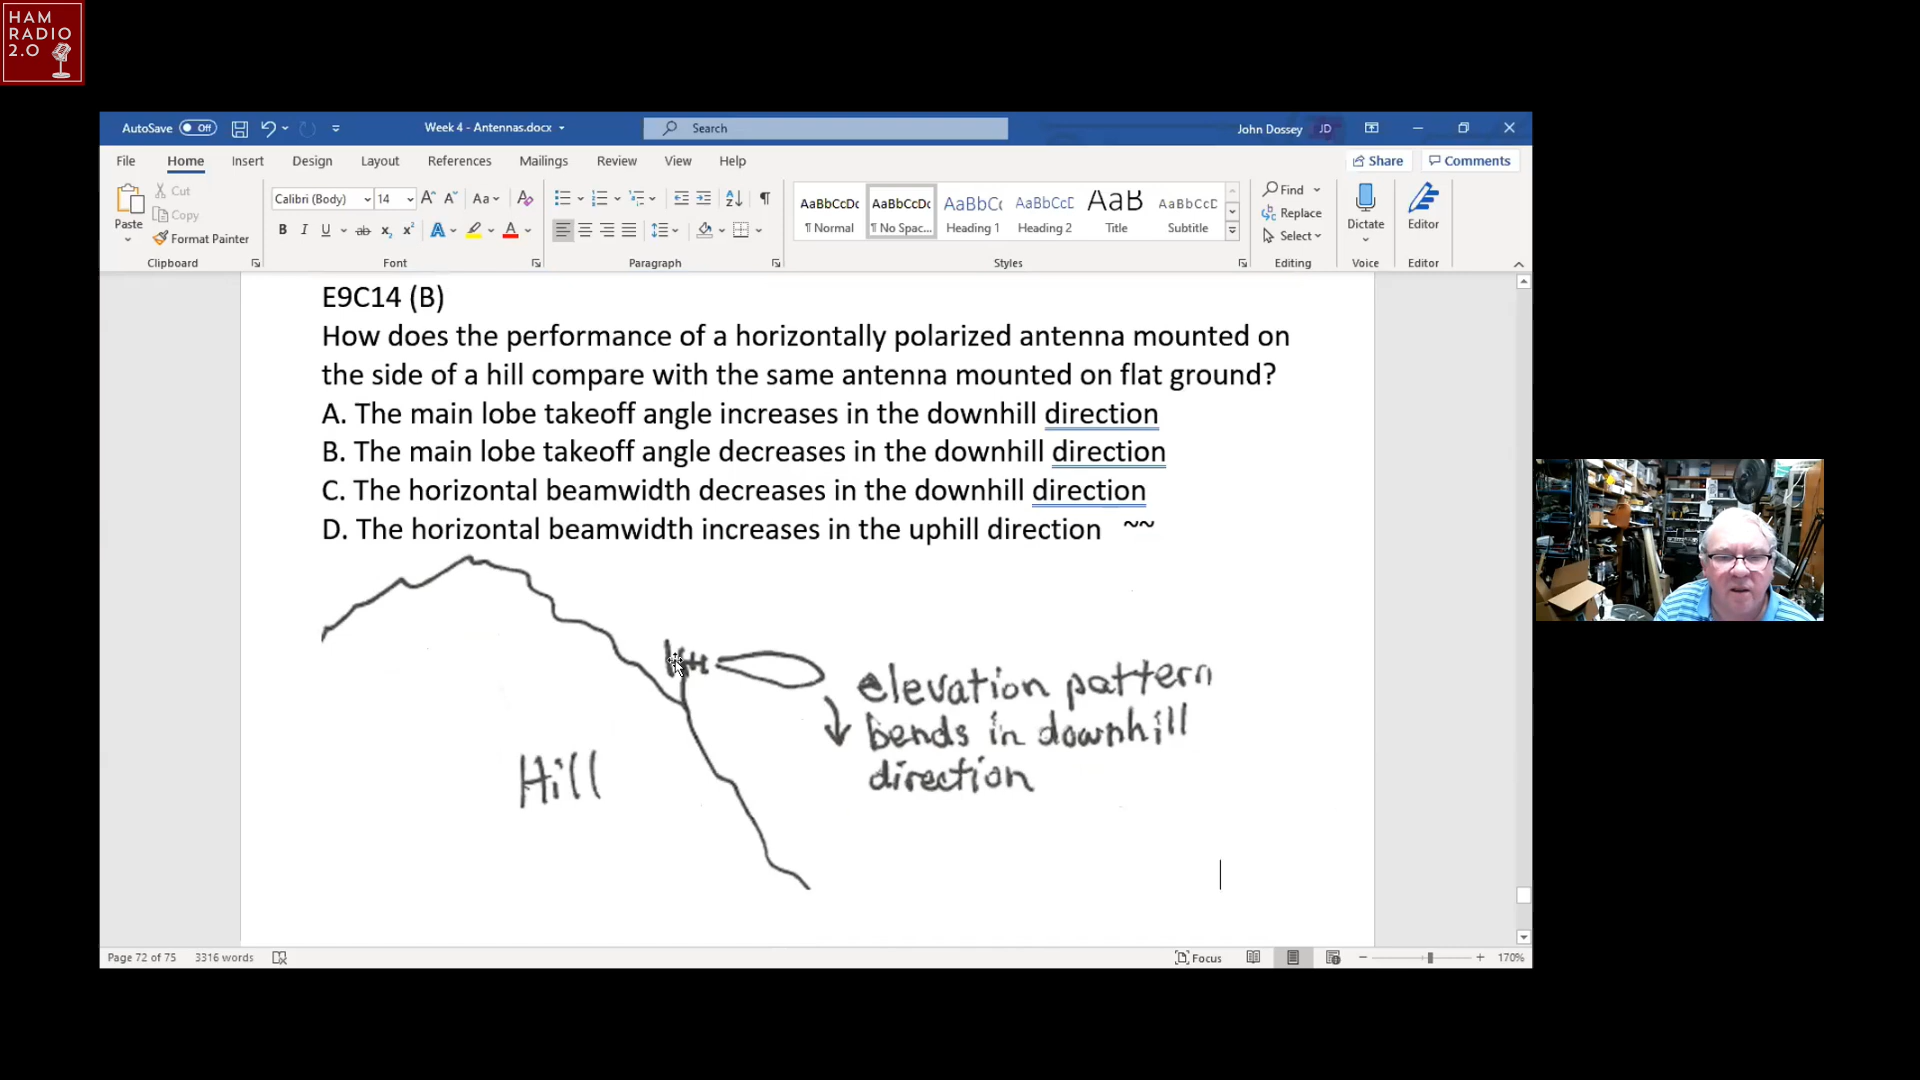 HAM
RADIO
2.0
AutoSave Off Week 4 - Antennas.docx Search John Dossey JD
File Home Insert Design Layout References Mailings Review View Help Share Comments
Paste Cut Copy Format Painter
Calibri (Body) 14
AaBbCcDc AaBbCcDc AaBbCc AaBbCcD AaB AaBbCcD
¶ Normal ¶ No Spac... Heading 1 Heading 2 Title Subtitle
Find Replace Select
Dictate Editor
Clipboard Font Paragraph Styles Editing Voice Editor
E9C14 (B)
How does the performance of a horizontally polarized antenna mounted on
the side of a hill compare with the same antenna mounted on flat ground?
A. The main lobe takeoff angle increases in the downhill direction
B. The main lobe takeoff angle decreases in the downhill direction
C. The horizontal beamwidth decreases in the downhill direction
D. The horizontal beamwidth increases in the uphill direction ~~
elevation pattern
bends in downhill
direction
Hill
Page 72 of 75 3316 words Focus 170%